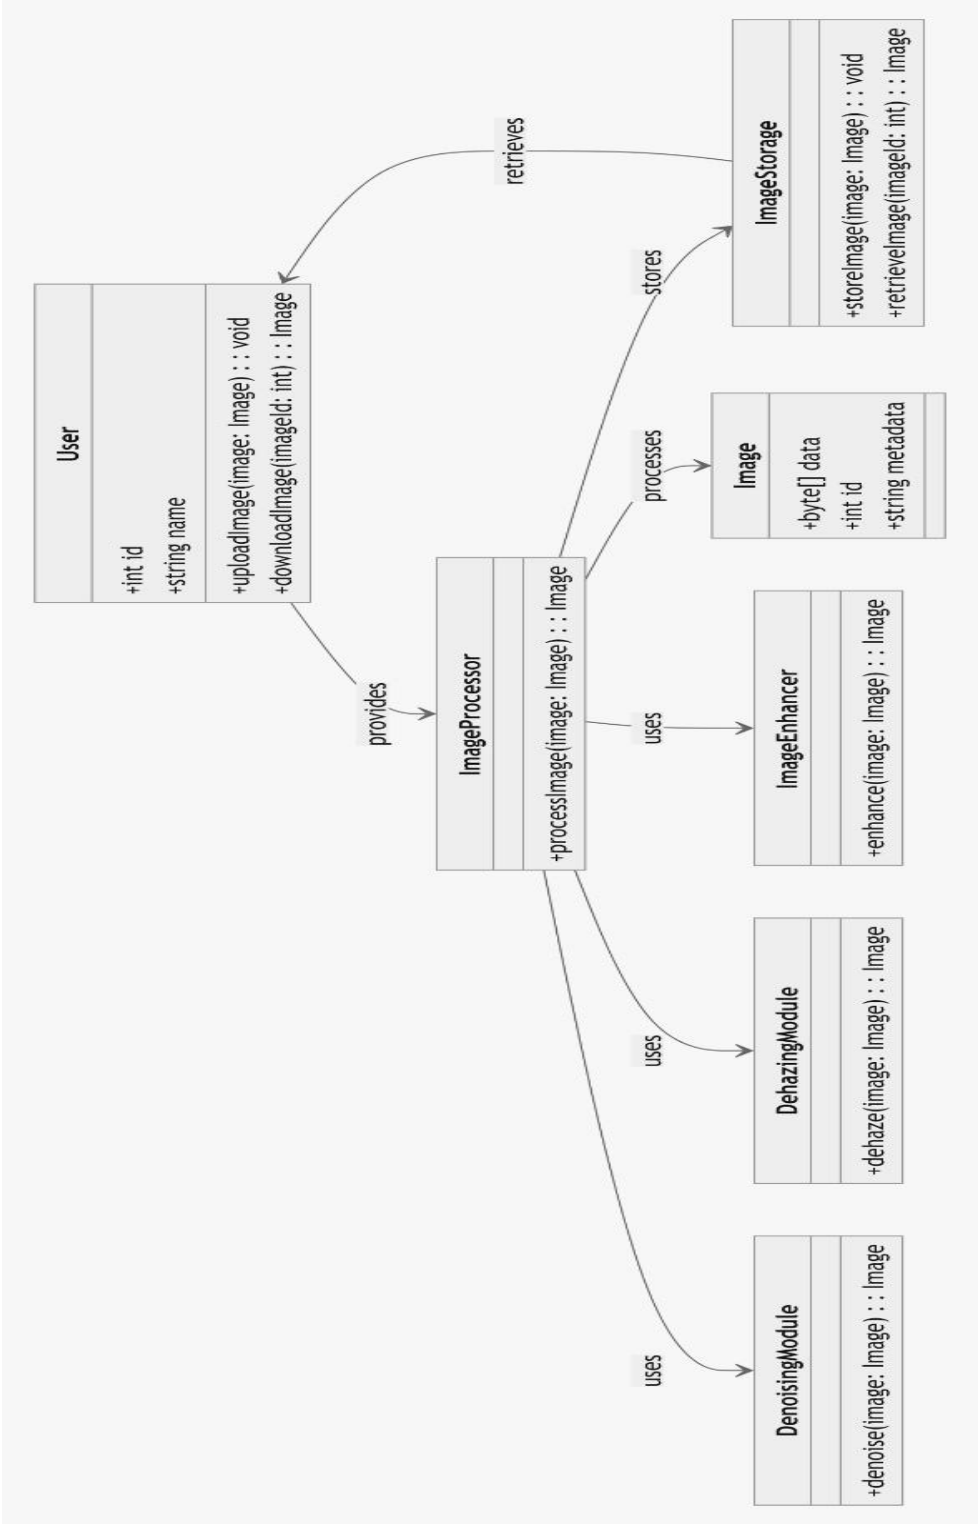 User
+int id
+string name
+uploadImage(image: Image) : : void
+downloadImage(imageId: int) : : Image
provides
retrieves
ImageProcessor
+processImage(image: Image) : : Image
uses
uses
uses
processes
stores
DenoisingModule
+denoise(image: Image) : : Image
DehazingModule
+dehaze(image: Image) : : Image
ImageEnhancer
+enhance(image: Image) : : Image
Image
+byte[] data
+int id
+string metadata
ImageStorage
+storeImage(image: Image) : : void
+retrieveImage(imageId: int) : : Image